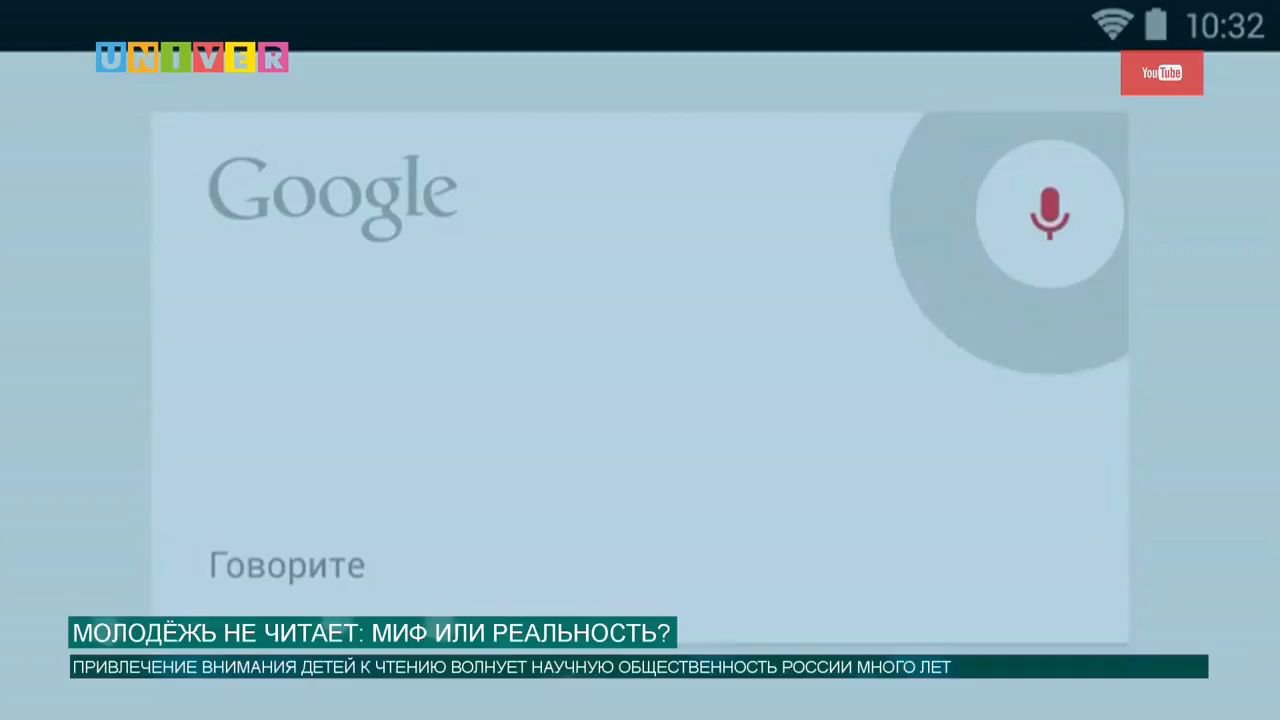 10:32
UNIVER
YouTube
Google
Говорите
МОЛОДЁЖЬ НЕ ЧИТАЕТ: МИФ ИЛИ РЕАЛЬНОСТЬ?
ПРИВЛЕЧЕНИЕ ВНИМАНИЯ ДЕТЕЙ К ЧТЕНИЮ ВОЛНУЕТ НАУЧНУЮ ОБЩЕСТВЕННОСТЬ РОССИИ МНОГО ЛЕТ